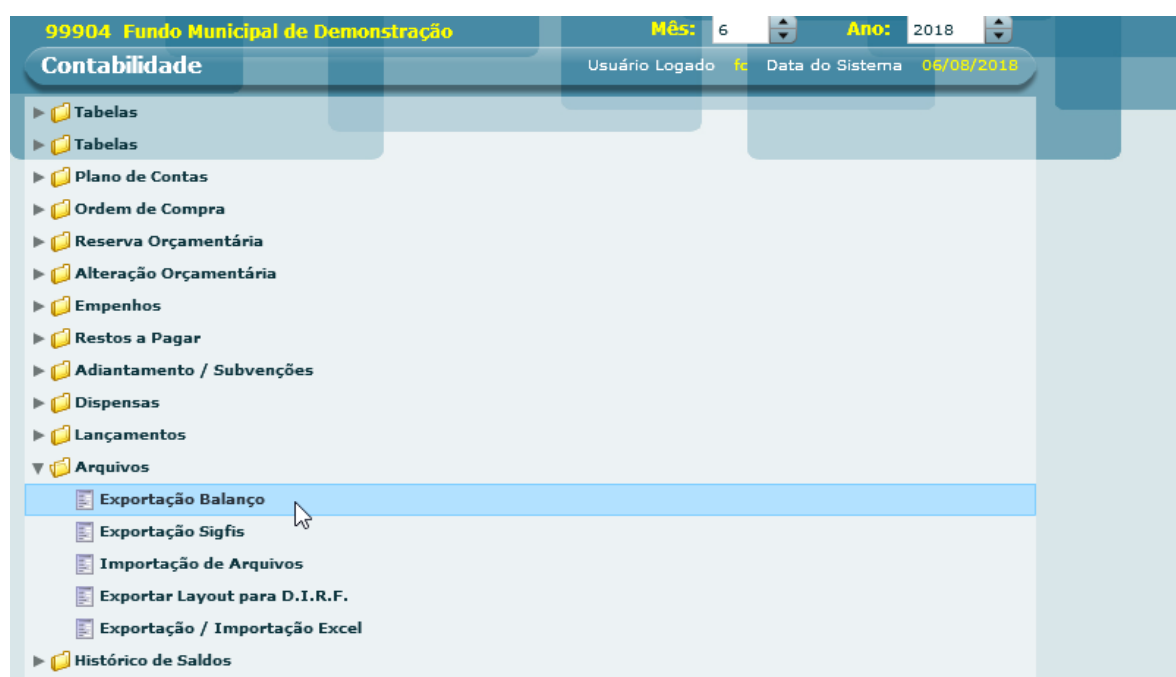 99904 Fundo Municipal de Demonstração Mês: 6 Ano: 2018
Contabilidade Usuário Logado fc Data do Sistema 06/08/2018
Tabelas
Tabelas
Plano de Contas
Ordem de Compra
Reserva Orçamentária
Alteração Orçamentária
Empenhos
Restos a Pagar
Adiantamento / Subvenções
Dispensas
Lançamentos
Arquivos
Exportação Balanço
Exportação Sigfis
Importação de Arquivos
Exportar Layout para D.I.R.F.
Exportação / Importação Excel
Histórico de Saldos